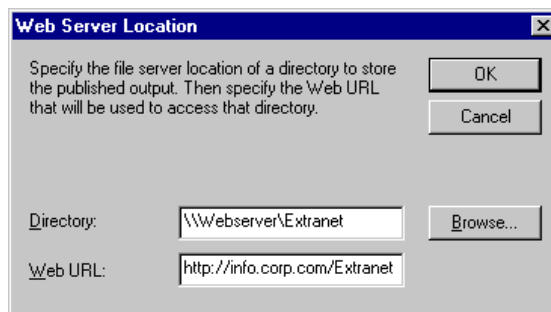 Web Server Location
Specify the file server location of a directory to store
the published output. Then specify the Web URL
that will be used to access that directory.
OK
Cancel
Directory: \\Webserver\Extranet Browse...
Web URL: http://info.corp.com/Extranet